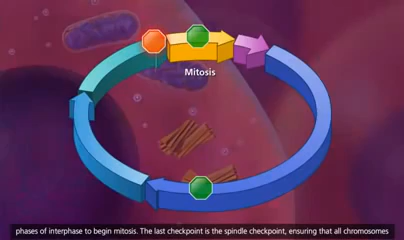 Mitosis
phases of interphase to begin mitosis. The last checkpoint is the spindle checkpoint, ensuring that all chromosomes